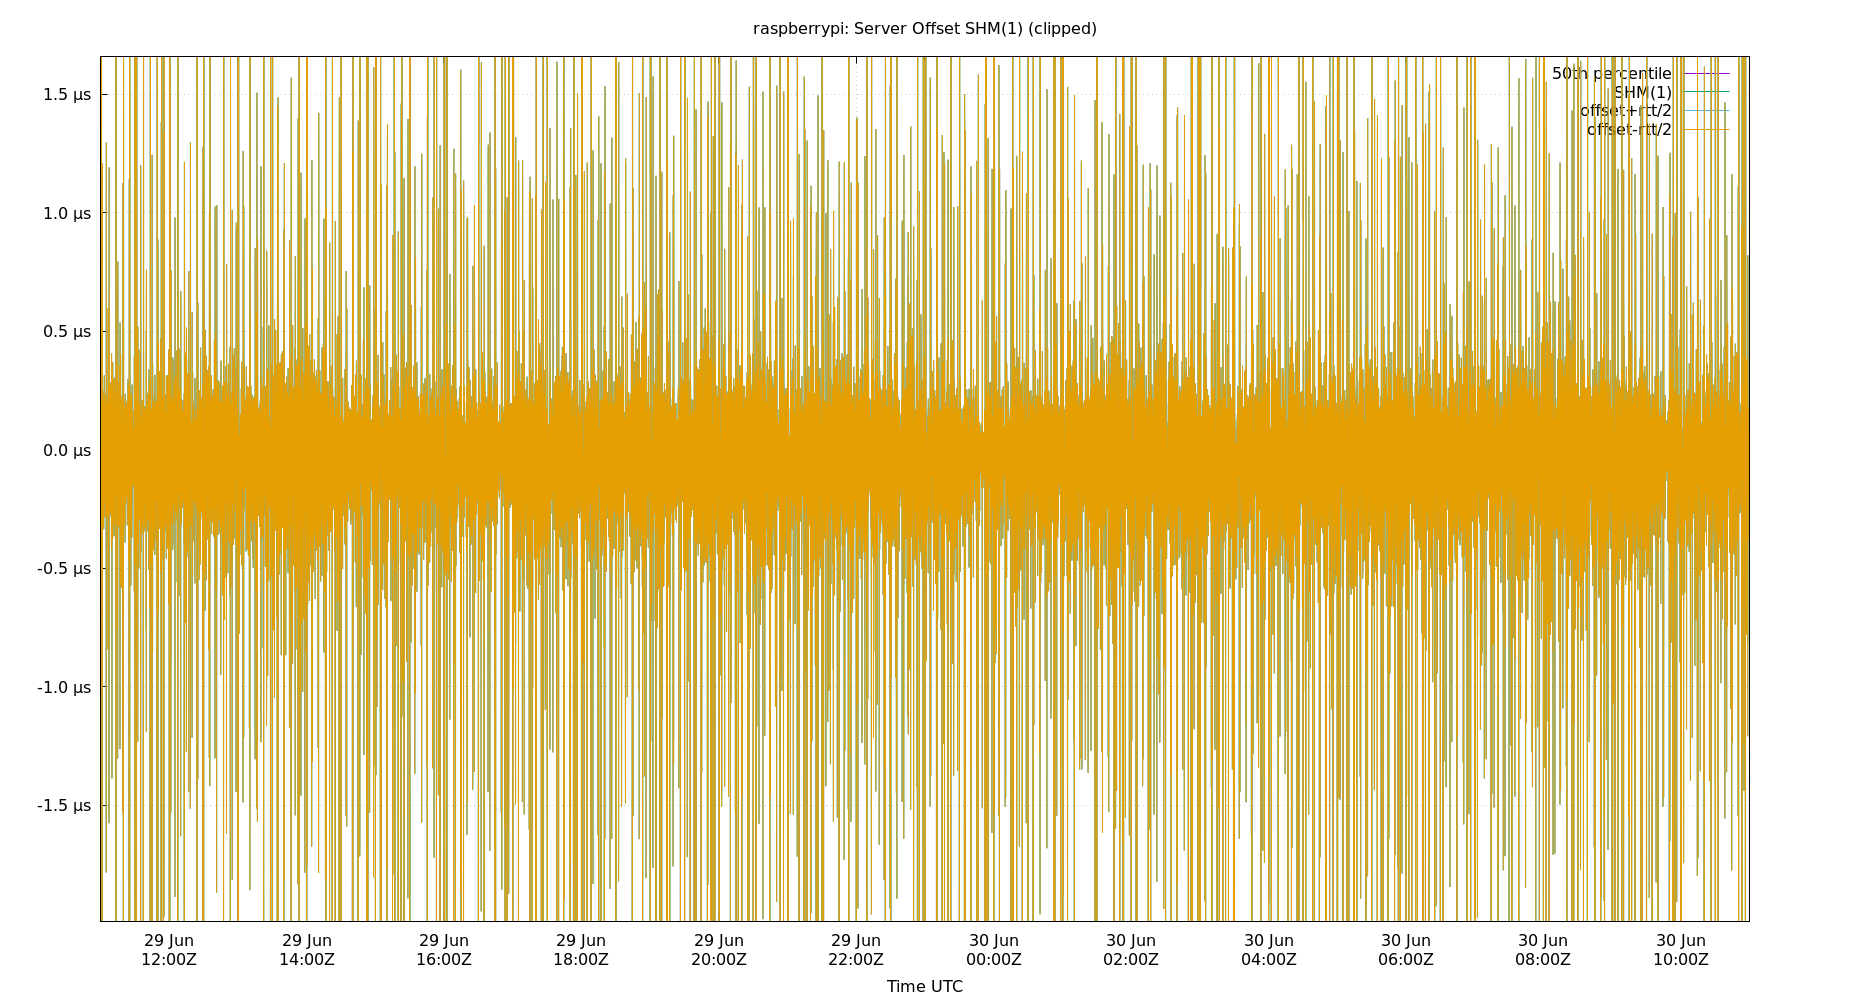 raspberrypi: Server Offset SHM(1) (clipped)
50th percentile
SHM(1)
offset+rtt/2
offset-rtt/2
1.5 µs
1.0 µs
0.5 µs
0.0 µs
-0.5 µs
-1.0 µs
-1.5 µs
29 Jun 29 Jun 29 Jun 29 Jun 29 Jun 29 Jun 30 Jun 30 Jun 30 Jun 30 Jun 30 Jun 30 Jun
12:00Z 14:00Z 16:00Z 18:00Z 20:00Z 22:00Z 00:00Z 02:00Z 04:00Z 06:00Z 08:00Z 10:00Z
Time UTC